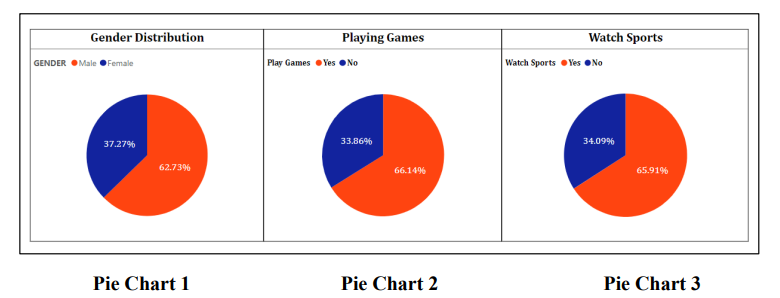 Gender Distribution
GENDER Male Female
37.27%
62.73%
Playing Games
Play Games Yes No
33.86%
66.14%
Watch Sports
Watch Sports Yes No
34.09%
65.91%
Pie Chart 1
Pie Chart 2
Pie Chart 3